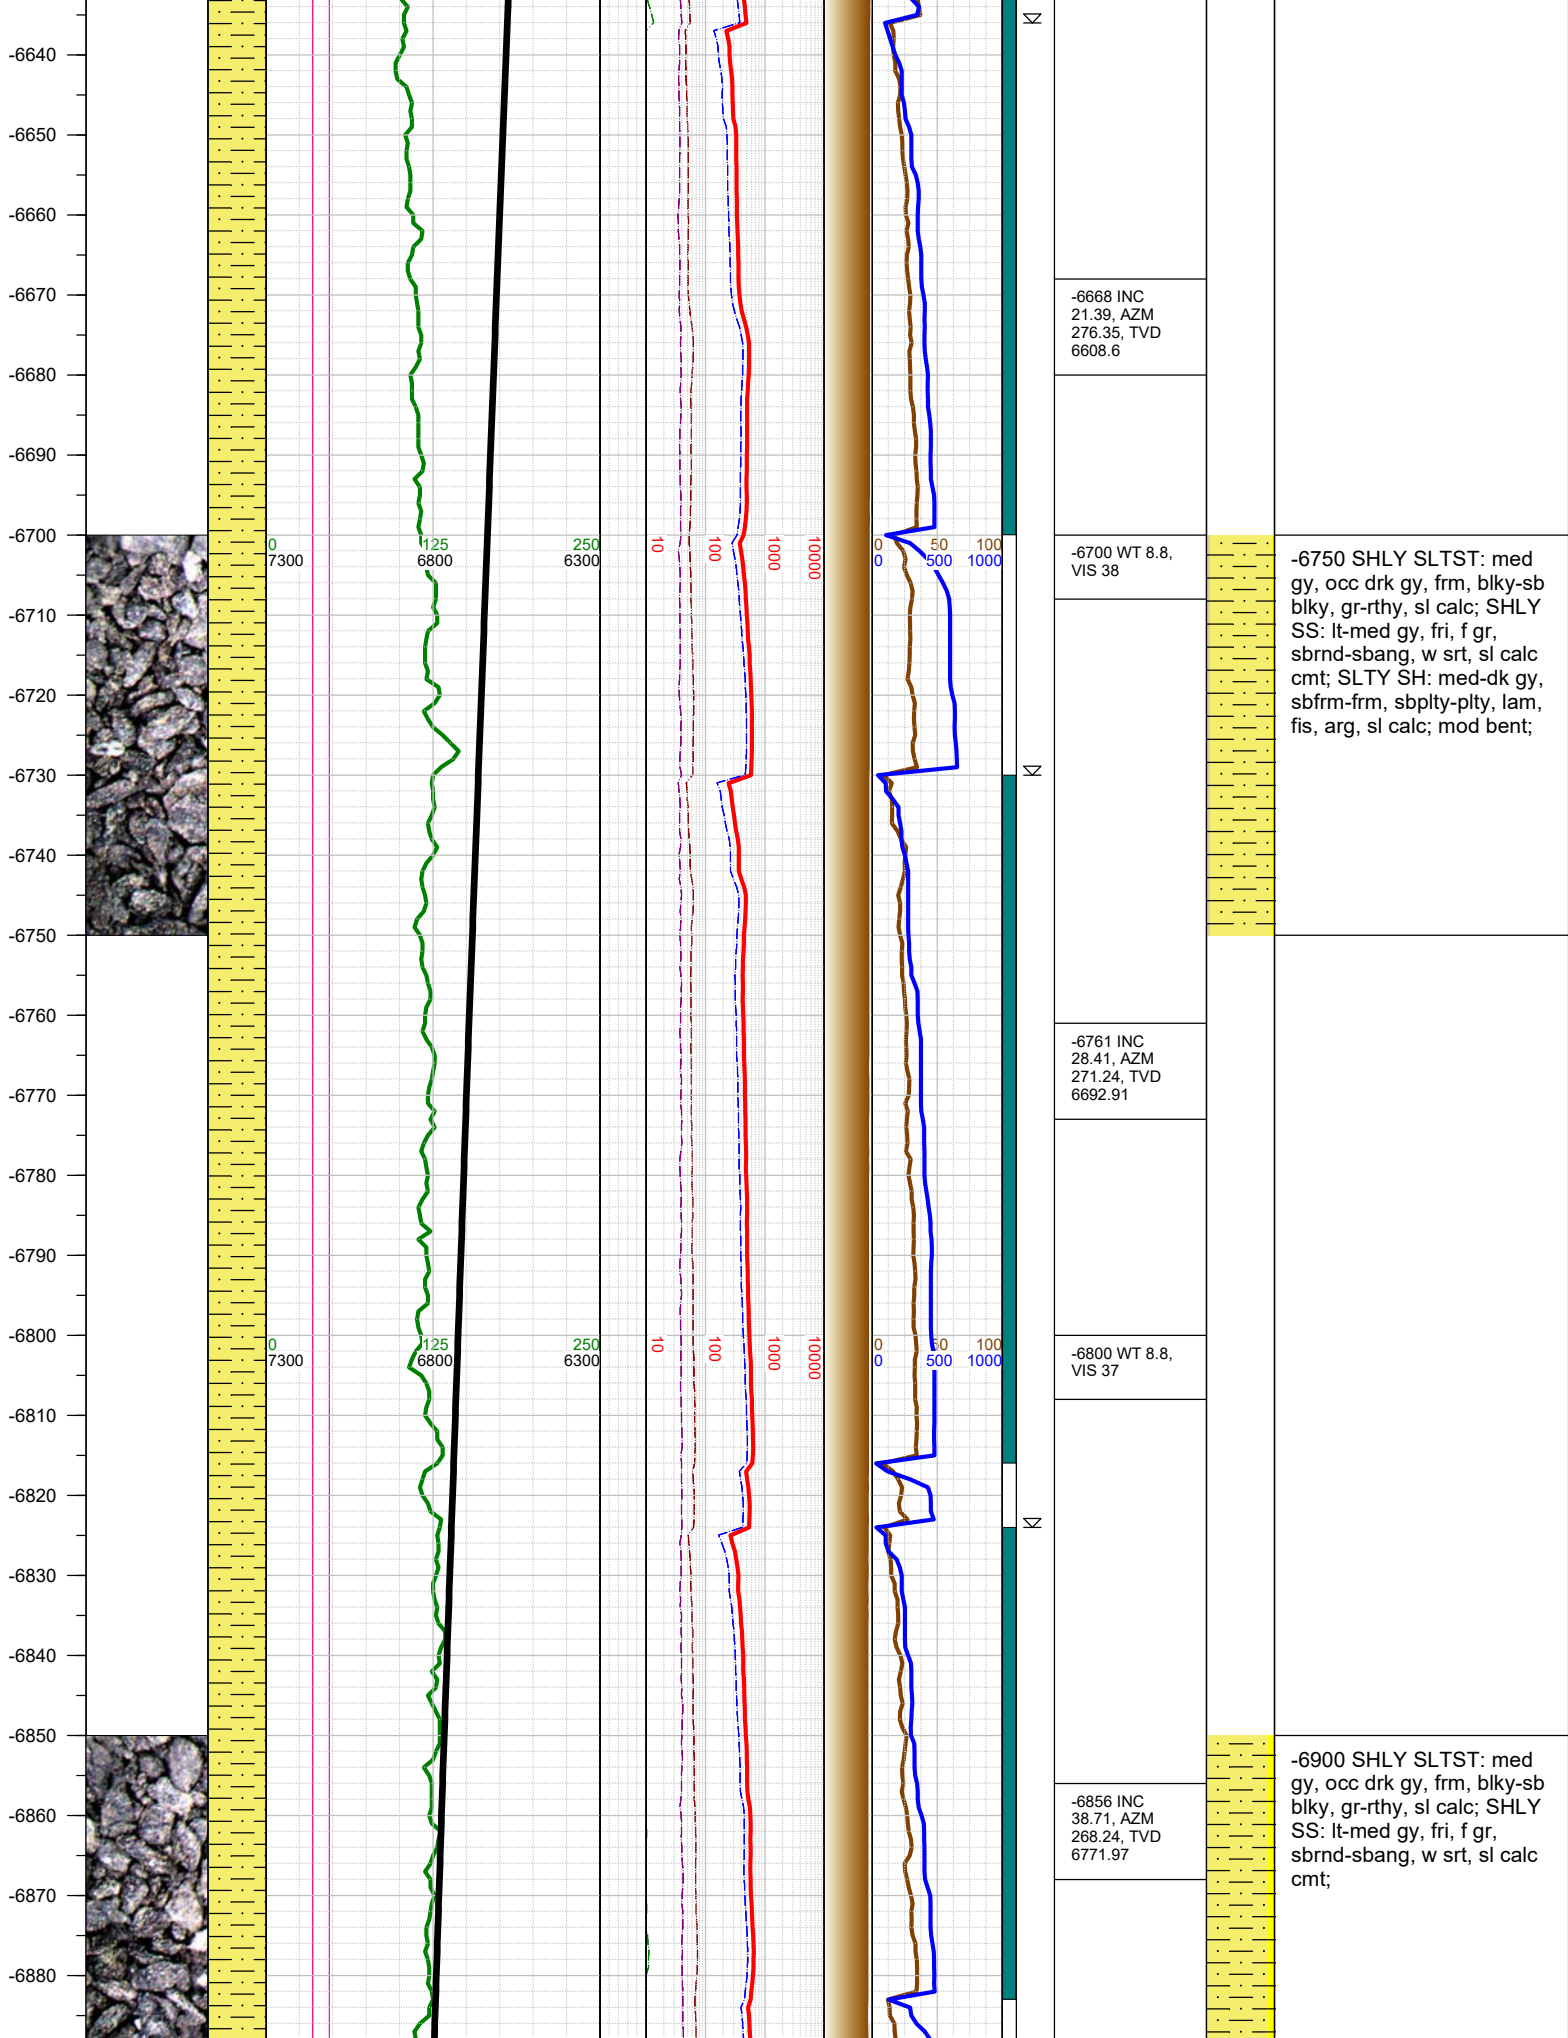 -6640
-6650
-6660
-6670
-6668 INC
21.39, AZM
276.35, TVD
6608.6
-6680
-6690
-6700
0 125 250
7300 6800 6300
10 100 1000 10000
0 50 100
0 500 1000
-6700 WT 8.8,
VIS 38
-6750 SHLY SLTST: med
gy, occ drk gy, frm, blky-sb
blky, gr-rthy, sl calc; SHLY
SS: lt-med gy, fri, f gr,
sbrnd-sbang, w srt, sl calc
cmt; SLTY SH: med-dk gy,
sbfrm-frm, sbplty-plty, lam,
fis, arg, sl calc; mod bent;
-6710
-6720
-6730
-6740
-6750
-6760
-6761 INC
28.41, AZM
271.24, TVD
6692.91
-6770
-6780
-6790
-6800
0 125 250
7300 6800 6300
10 100 1000 10000
0 50 100
0 500 1000
-6800 WT 8.8,
VIS 37
-6810
-6820
-6830
-6840
-6850
-6900 SHLY SLTST: med
gy, occ drk gy, frm, blky-sb
blky, gr-rthy, sl calc; SHLY
SS: lt-med gy, fri, f gr,
sbrnd-sbang, w srt, sl calc
cmt;
-6856 INC
38.71, AZM
268.24, TVD
6771.97
-6860
-6870
-6880